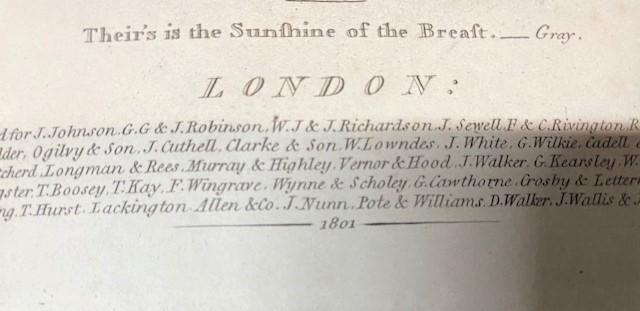 Their's is the Sunſhine of the Breaſt. — Gray.
LONDON:
for J. Johnson. G.G & J. Robinson. W. J & J. Richardson. J. Sewell. F & C. Rivington.
Ogilvy & Son. J. Cuthell. Clarke & Son. W. Lowndes. J. White. G. Wilkie. Cadell
Longman & Rees. Murray & Highley. Vernor & Hood. J. Walker. G. Kearsley. W.
T. Boosey. T. Kay. F. Wingrave. Wynne & Scholey. G. Cawthorne. Crosby &
T. Hurst. Lackington Allen & Co. J. Nunn. Pote & Williams. D. Walker. J. Wallis &
1801